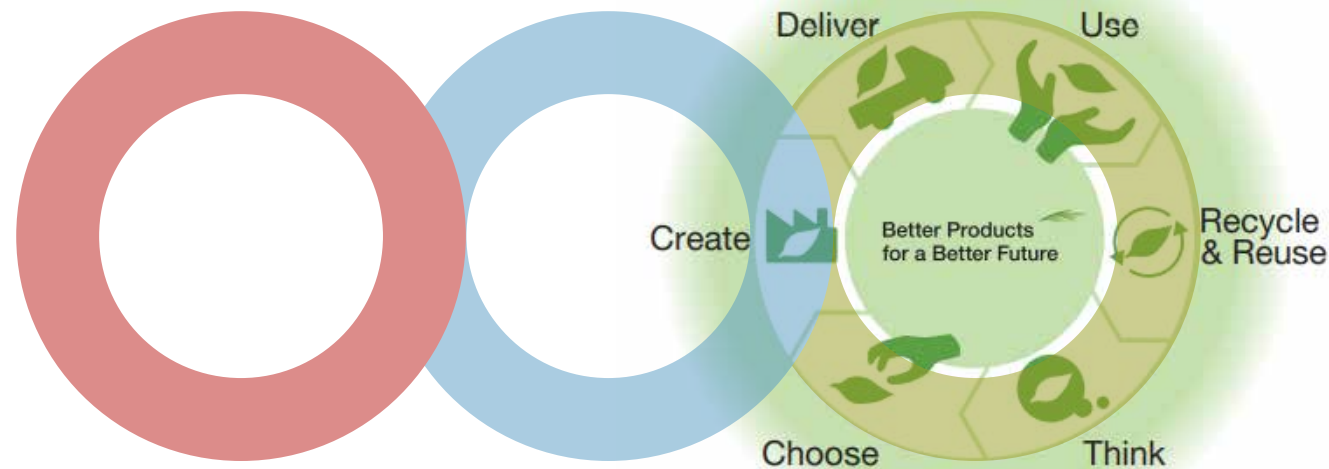 Deliver
Use
Create
Better Products
for a Better Future
Recycle
& Reuse
Choose
Think